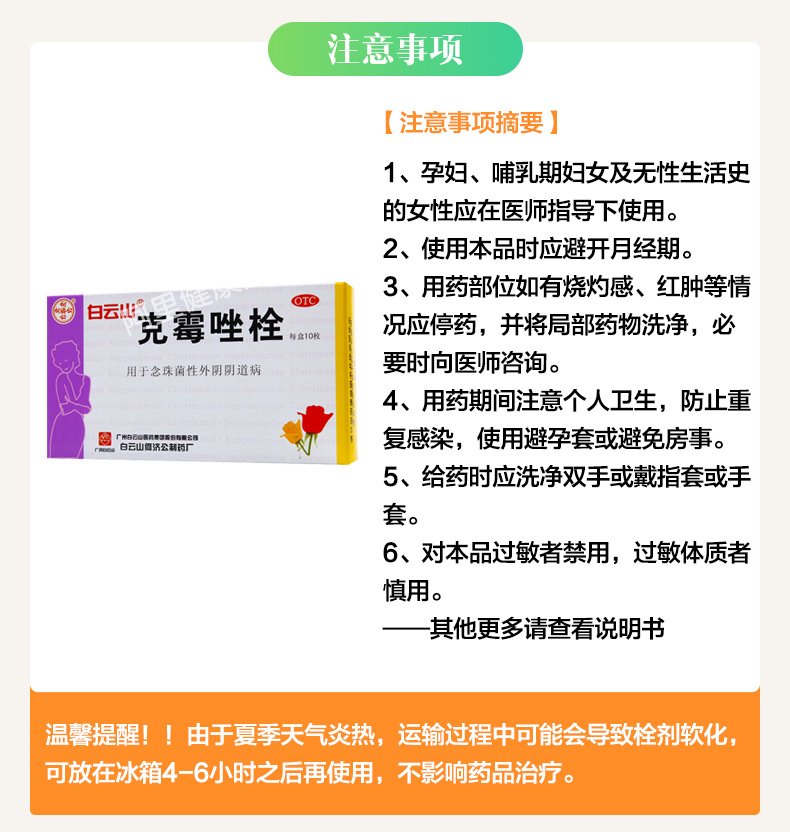 注意事项
【注意事项摘要】
1、孕妇、哺乳期妇女及无性生活史
的女性应在医师指导下使用。
2、使用本品时应避开月经期。
3、用药部位如有烧灼感、红肿等情
况应停药，并将局部药物洗净，必
要时向医师咨询。
4、用药期间注意个人卫生，防止重
复感染，使用避孕套或避免房事。
5、给药时应洗净双手或戴指套或手
套。
6、对本品过敏者禁用，过敏体质者
慎用。
——其他更多请查看说明书
白云山®
阿里健康
OTC
克霉唑栓
每盒10枚
用于念珠菌性外阴阴道病
广州白云山医药集团股份有限公司
白云山何济公制药厂
温馨提醒！！由于夏季天气炎热，运输过程中可能会导致栓剂软化，
可放在冰箱4-6小时之后再使用，不影响药品治疗。